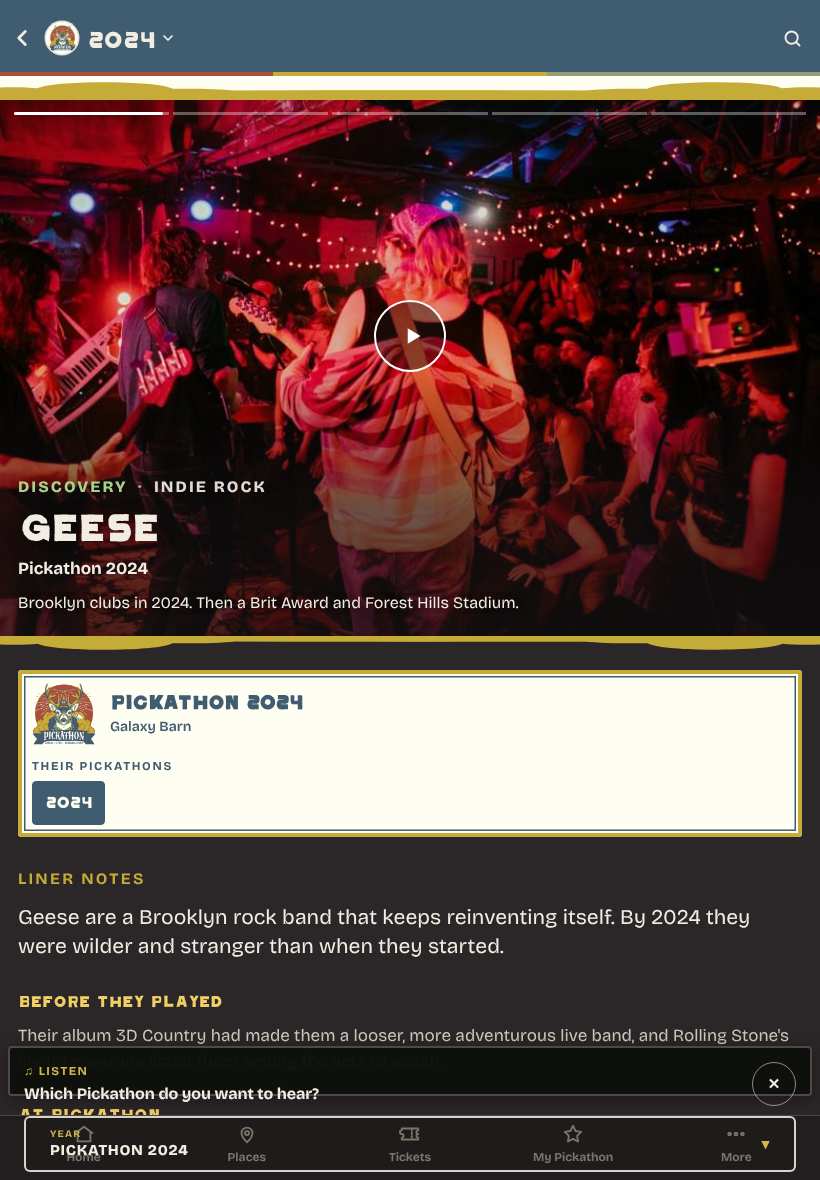 2024
DISCOVERY · INDIE ROCK
GEESE
Pickathon 2024
Brooklyn clubs in 2024. Then a Brit Award and Forest Hills Stadium.
PICKATHON
PICKATHON 2024
Galaxy Barn
THEIR PICKATHONS
2024
LINER NOTES
Geese are a Brooklyn rock band that keeps reinventing itself. By 2024 they
were wilder and stranger than when they started.
BEFORE THEY PLAYED
Their album 3D Country had made them a looser, more adventurous live band, and Rolling Stone's
♫ LISTEN
Which Pickathon do you want to hear?
×
AT PICKATHON
YEAR
PICKATHON 2024
▼
Home
Places
Tickets
My Pickathon
More